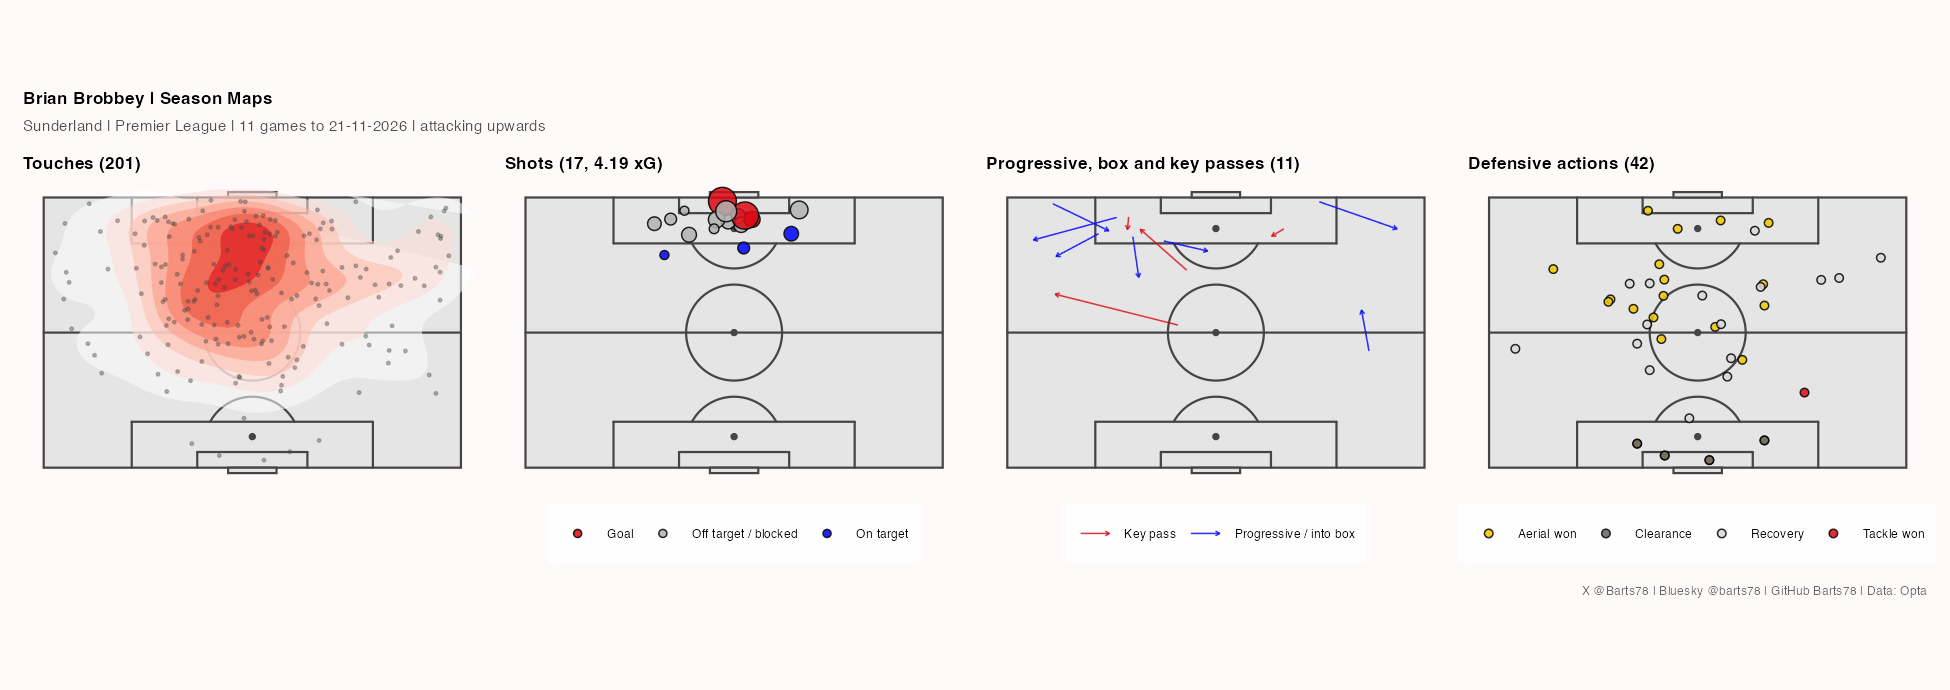 Brian Brobbey | Season Maps
Sunderland | Premier League | 11 games to 21-11-2026 | attacking upwards
Touches (201)
Shots (17, 4.19 xG)
Progressive, box and key passes (11)
Defensive actions (42)
Goal
Off target / blocked
On target
Key pass
Progressive / into box
Aerial won
Clearance
Recovery
Tackle won
X @Barts78 | Bluesky @barts78 | GitHub Barts78 | Data: Opta